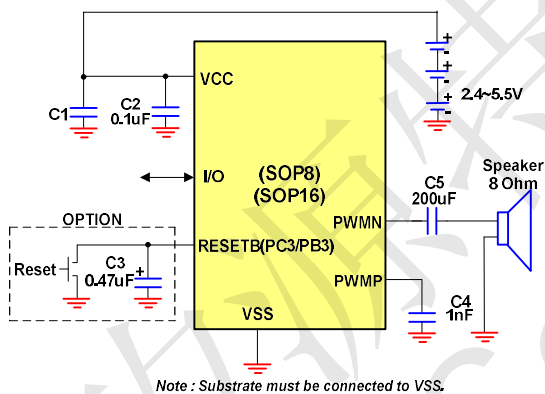 VCC
C1
C2
0.1uF
+
-
+
-
+
-
2.4~5.5V
I/O
(SOP8)
(SOP16)
Speaker
8 Ohm
C5
200uF
OPTION
PWMN
RESETB(PC3/PB3)
Reset
C3
+
0.47uF
PWMP
C4
1nF
VSS
Note : Substrate must be connected to VSS.